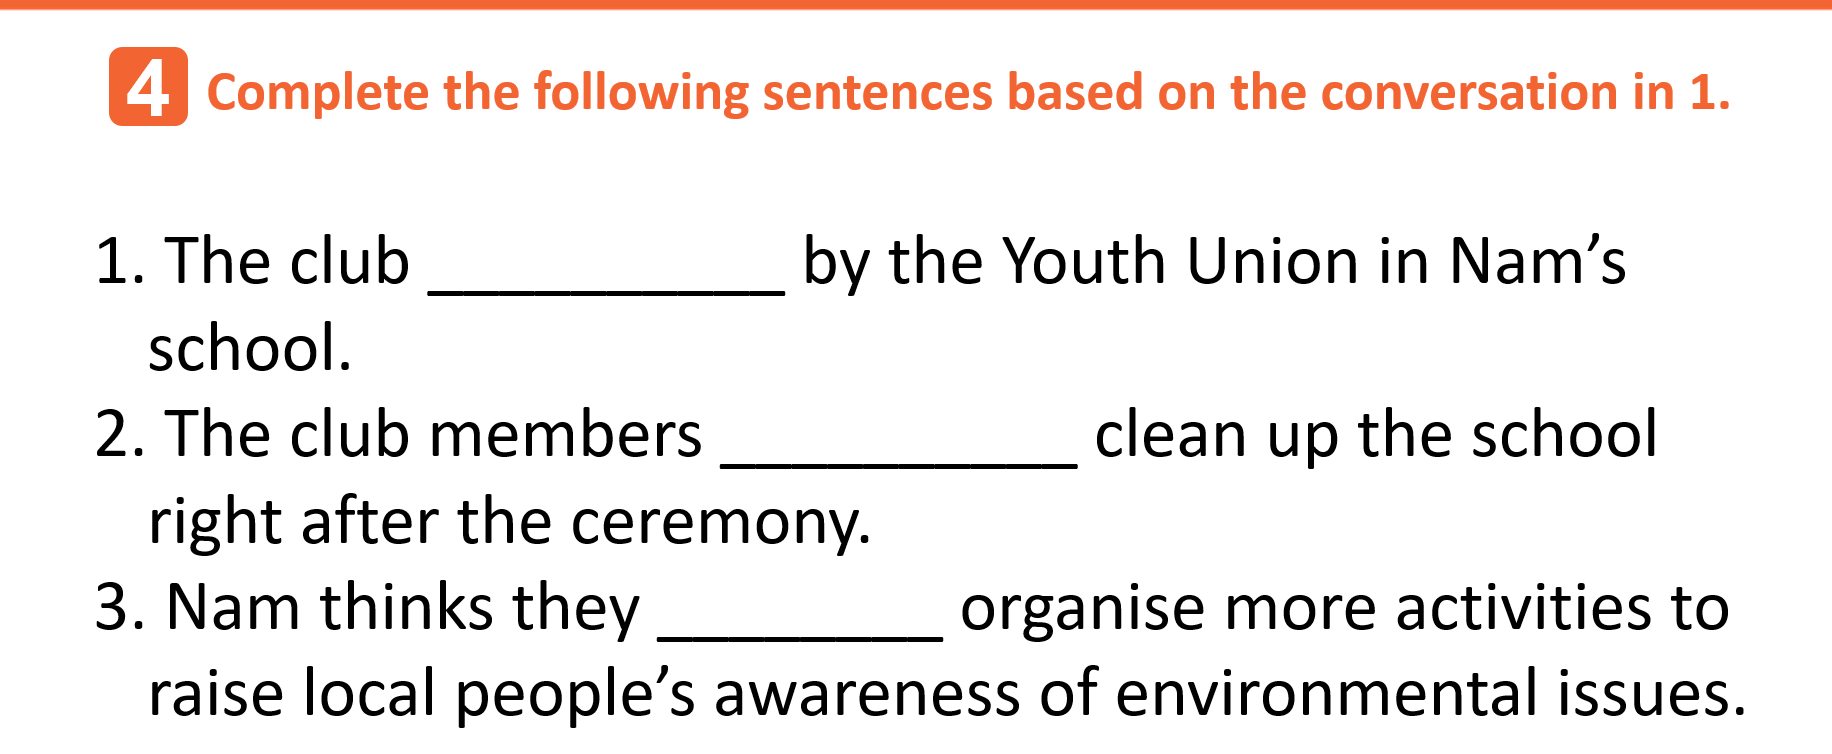 4 Complete the following sentences based on the conversation in 1.
1. The club __________ by the Youth Union in Nam’s
school.
2. The club members __________ clean up the school
right after the ceremony.
3. Nam thinks they ________ organise more activities to
raise local people’s awareness of environmental issues.